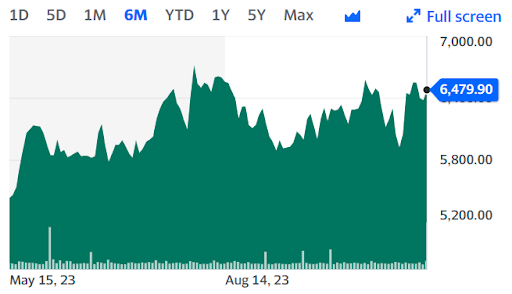 1D 5D 1M 6M YTD 1Y 5Y Max Full screen
7,000.00
6,479.90
5,800.00
5,200.00
May 15, 23 Aug 14, 23